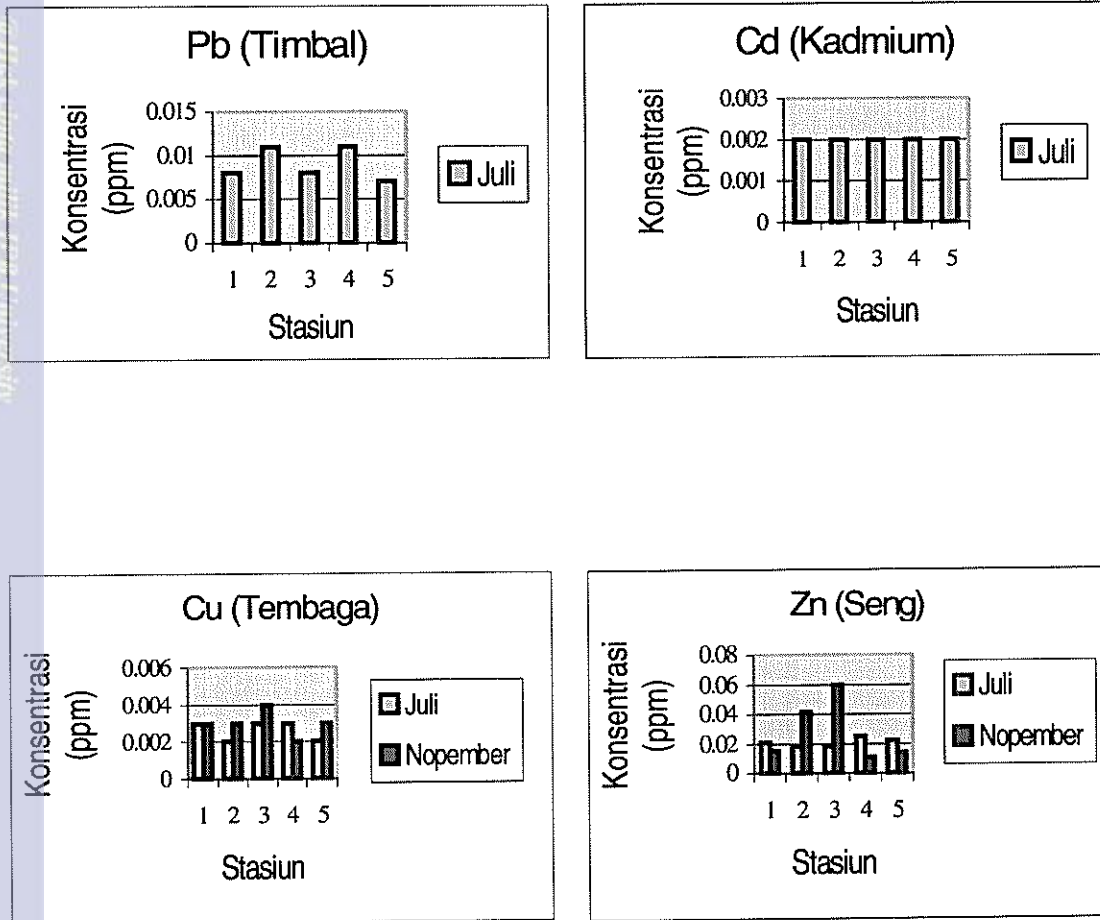 Pb (Timbal)
Konsentrasi
(ppm)
0.015
0.01
0.005
0
1 2 3 4 5
Stasiun
Juli
Cd (Kadmium)
Konsentrasi
(ppm)
0.003
0.002
0.001
0
1 2 3 4 5
Stasiun
Juli
Cu (Tembaga)
Konsentrasi
(ppm)
0.006
0.004
0.002
0
1 2 3 4 5
Stasiun
Juli
Nopember
Zn (Seng)
Konsentrasi
(ppm)
0.08
0.06
0.04
0.02
0
1 2 3 4 5
Stasiun
Juli
Nopember